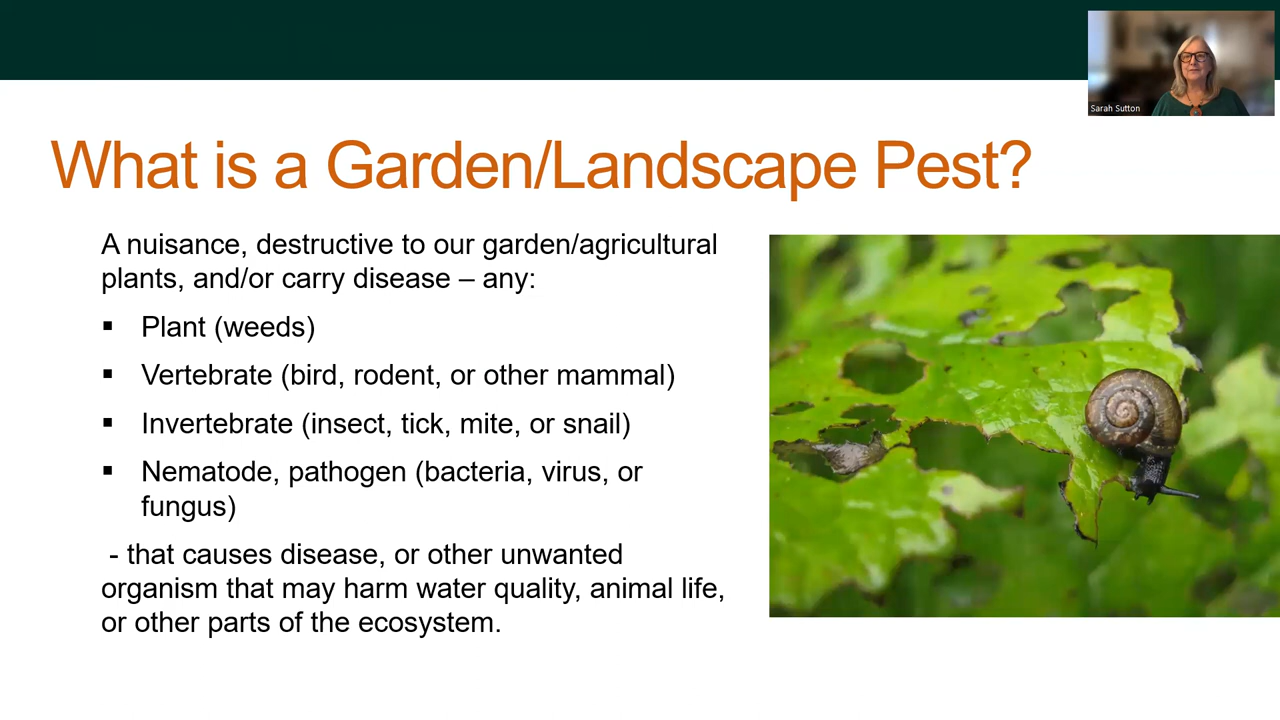 Sarah Sutton
What is a Garden/Landscape Pest?
A nuisance, destructive to our garden/agricultural
plants, and/or carry disease – any:
▪ Plant (weeds)
▪ Vertebrate (bird, rodent, or other mammal)
▪ Invertebrate (insect, tick, mite, or snail)
▪ Nematode, pathogen (bacteria, virus, or
fungus)
- that causes disease, or other unwanted
organism that may harm water quality, animal life,
or other parts of the ecosystem.